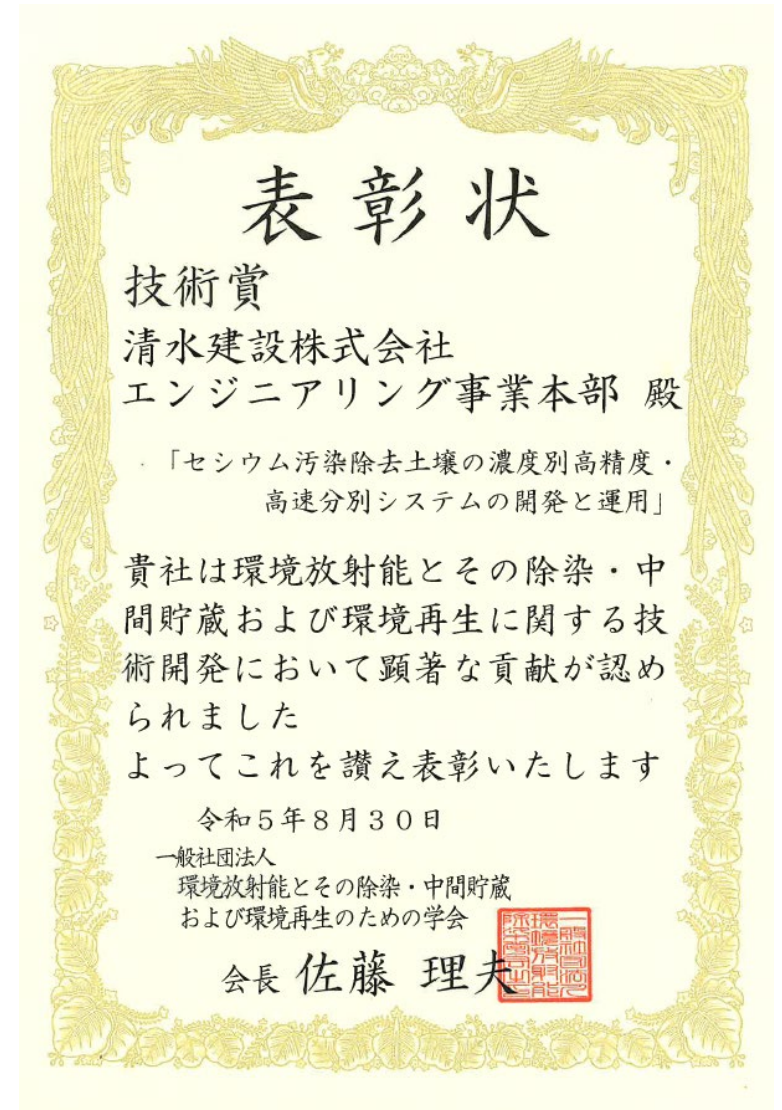 表彰状
技術賞
清水建設株式会社
エンジニアリング事業本部 殿
「セシウム汚染除去土壌の濃度別高精度・
高速分別システムの開発と運用」
貴社は環境放射能とその除染・中
間貯蔵および環境再生に関する技
術開発において顕著な貢献が認め
られました
よってこれを讃え表彰いたします
令和5年8月30日
一般社団法人
環境放射能とその除染・中間貯蔵
および環境再生のための学会
会長 佐藤 理夫